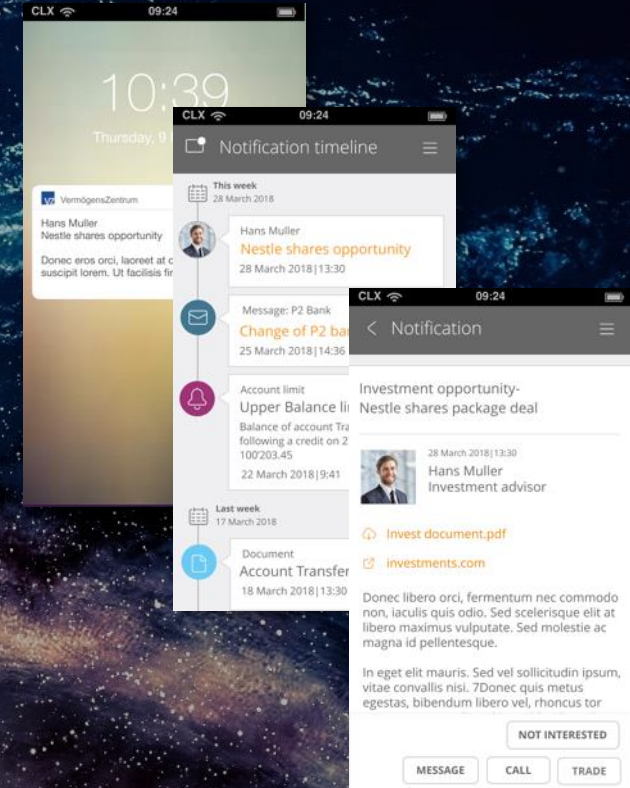 CLX 09:24
10:39
Thursday, 9
VZ VermögensZentrum
Hans Muller
Nestle shares opportunity
Donec eros orci, laoreet at
suscipit lorem. Ut facilisis
CLX 09:24
Notification timeline
This week
28 March 2018
Hans Muller
Nestle shares opportunity
28 March 2018|13:30
Message: P2 Bank
Change of P2
25 March 2018|14:36
Account limit
Upper Balance
Balance of account
following a credit on
100'203.45
22 March 2018|9:41
Last week
17 March 2018
Document
Account Transfer
18 March 2018|13:30
CLX 09:24
Notification
Investment opportunity-
Nestle shares package deal
28 March 2018|13:30
Hans Muller
Investment advisor
Invest document.pdf
investments.com
Donec libero orci, fermentum nec commodo
non, iaculis quis odio. Sed scelerisque elit at
libero maximus vulputate. Sed molestie ac
magna id pellentesque.
In eget elit mauris. Sed vel sollicitudin ipsum,
vitae convallis nisi. 7Donec quis metus
egestas, bibendum libero vel, rhoncus tor
NOT INTERESTED
MESSAGE CALL TRADE